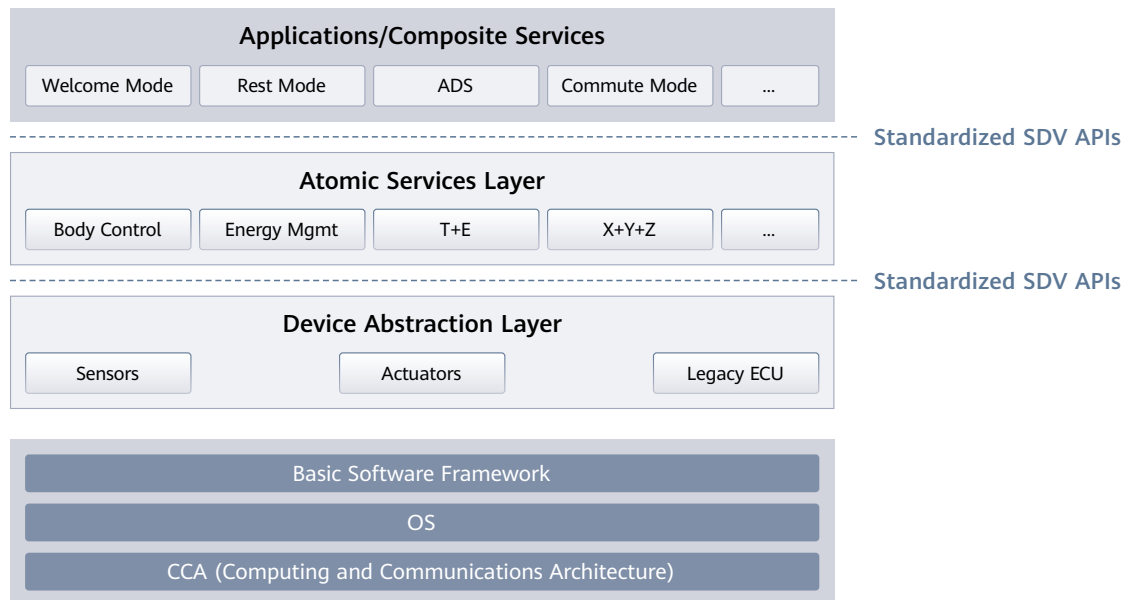 Applications/Composite Services
Welcome Mode
Rest Mode
ADS
Commute Mode
...
Standardized SDV APIs
Atomic Services Layer
Body Control
Energy Mgmt
T+E
X+Y+Z
...
Standardized SDV APIs
Device Abstraction Layer
Sensors
Actuators
Legacy ECU
Basic Software Framework
OS
CCA (Computing and Communications Architecture)